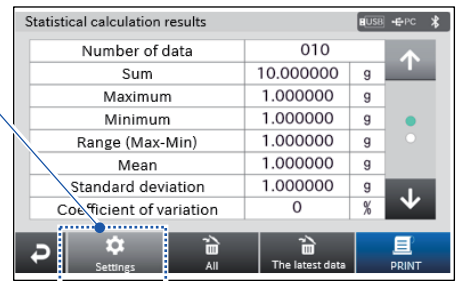 Statistical calculation results USB PC
Number of data 010
Sum 10.000000 g
Maximum 1.000000 g
Minimum 1.000000 g
Range (Max-Min) 1.000000 g
Mean 1.000000 g
Standard deviation 1.000000 g
Coefficient of variation 0 %
Settings All The latest data PRINT